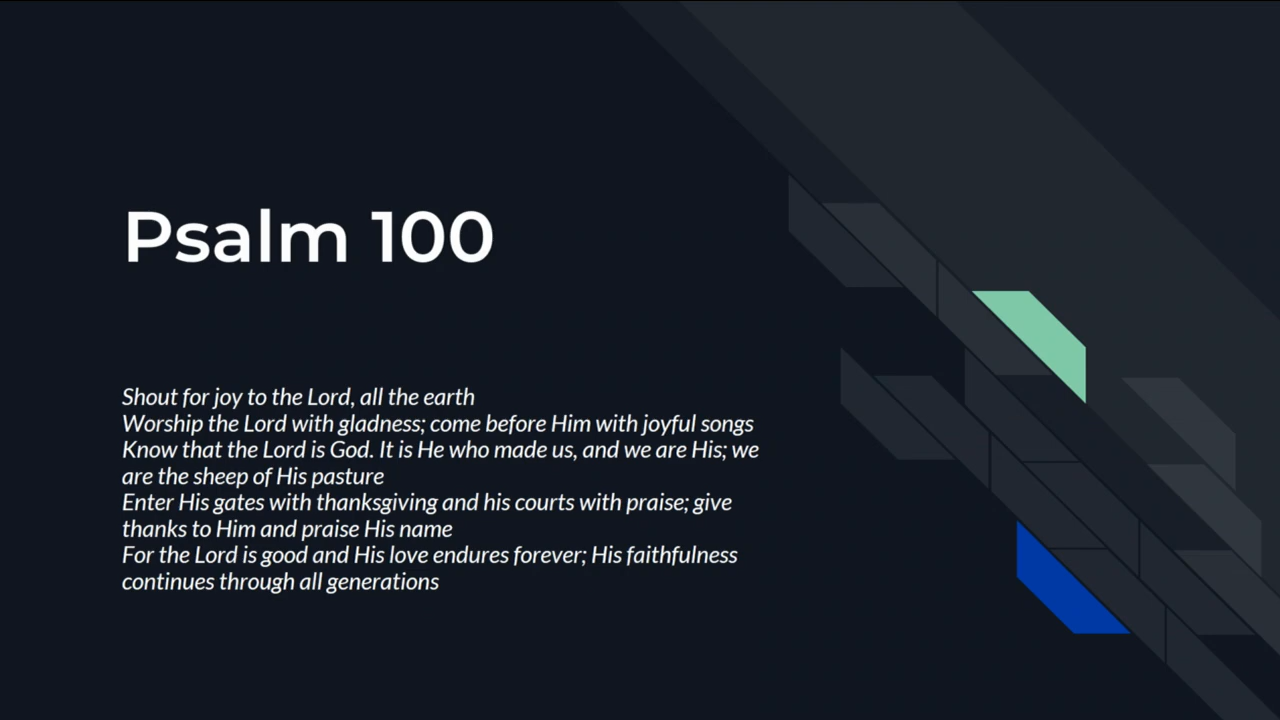 Psalm 100
Shout for joy to the Lord, all the earth
Worship the Lord with gladness; come before Him with joyful songs
Know that the Lord is God. It is He who made us, and we are His; we
are the sheep of His pasture
Enter His gates with thanksgiving and his courts with praise; give
thanks to Him and praise His name
For the Lord is good and His love endures forever; His faithfulness
continues through all generations